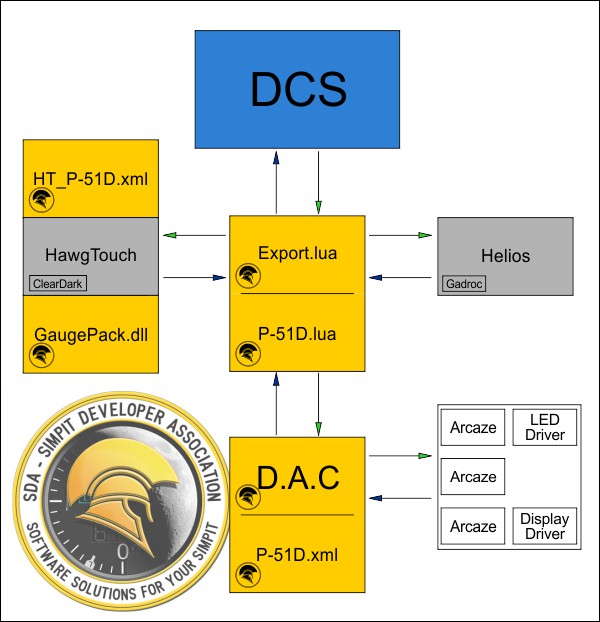 DCS
HT_P-51D.xml
HawgTouch
ClearDark
GaugePack.dll
Export.lua
P-51D.lua
Helios
Gadroc
D.A.C
P-51D.xml
Arcaze
LED
Driver
Arcaze
Arcaze
Display
Driver
SDA - SIMPIT DEVELOPER ASSOCIATION
SOFTWARE SOLUTIONS FOR YOUR SIMPIT